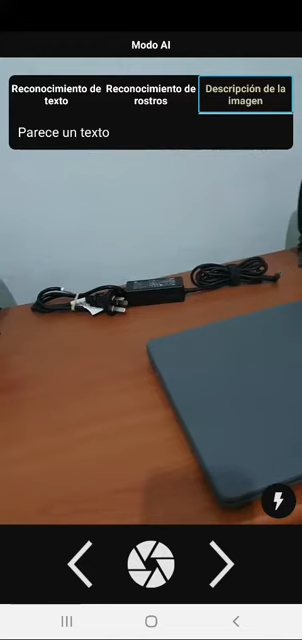 Modo AI
Reconocimiento de texto
Reconocimiento de rostros
Descripción de la imagen
Parece un texto